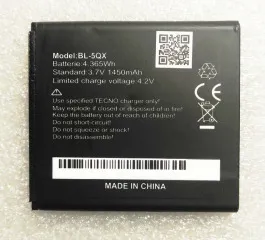 Model:BL-5QX
Batterie:4.365Wh
Standard:3.7V 1450mAh
Limited charge voltage:4.2V
Use specified TECNO charger only
May explode if closed to or disposed of in fire
Keep the battery out of reach of children
Do not squeeze or shock
Do not disassemble
Do not short-circuit
MADE IN CHINA